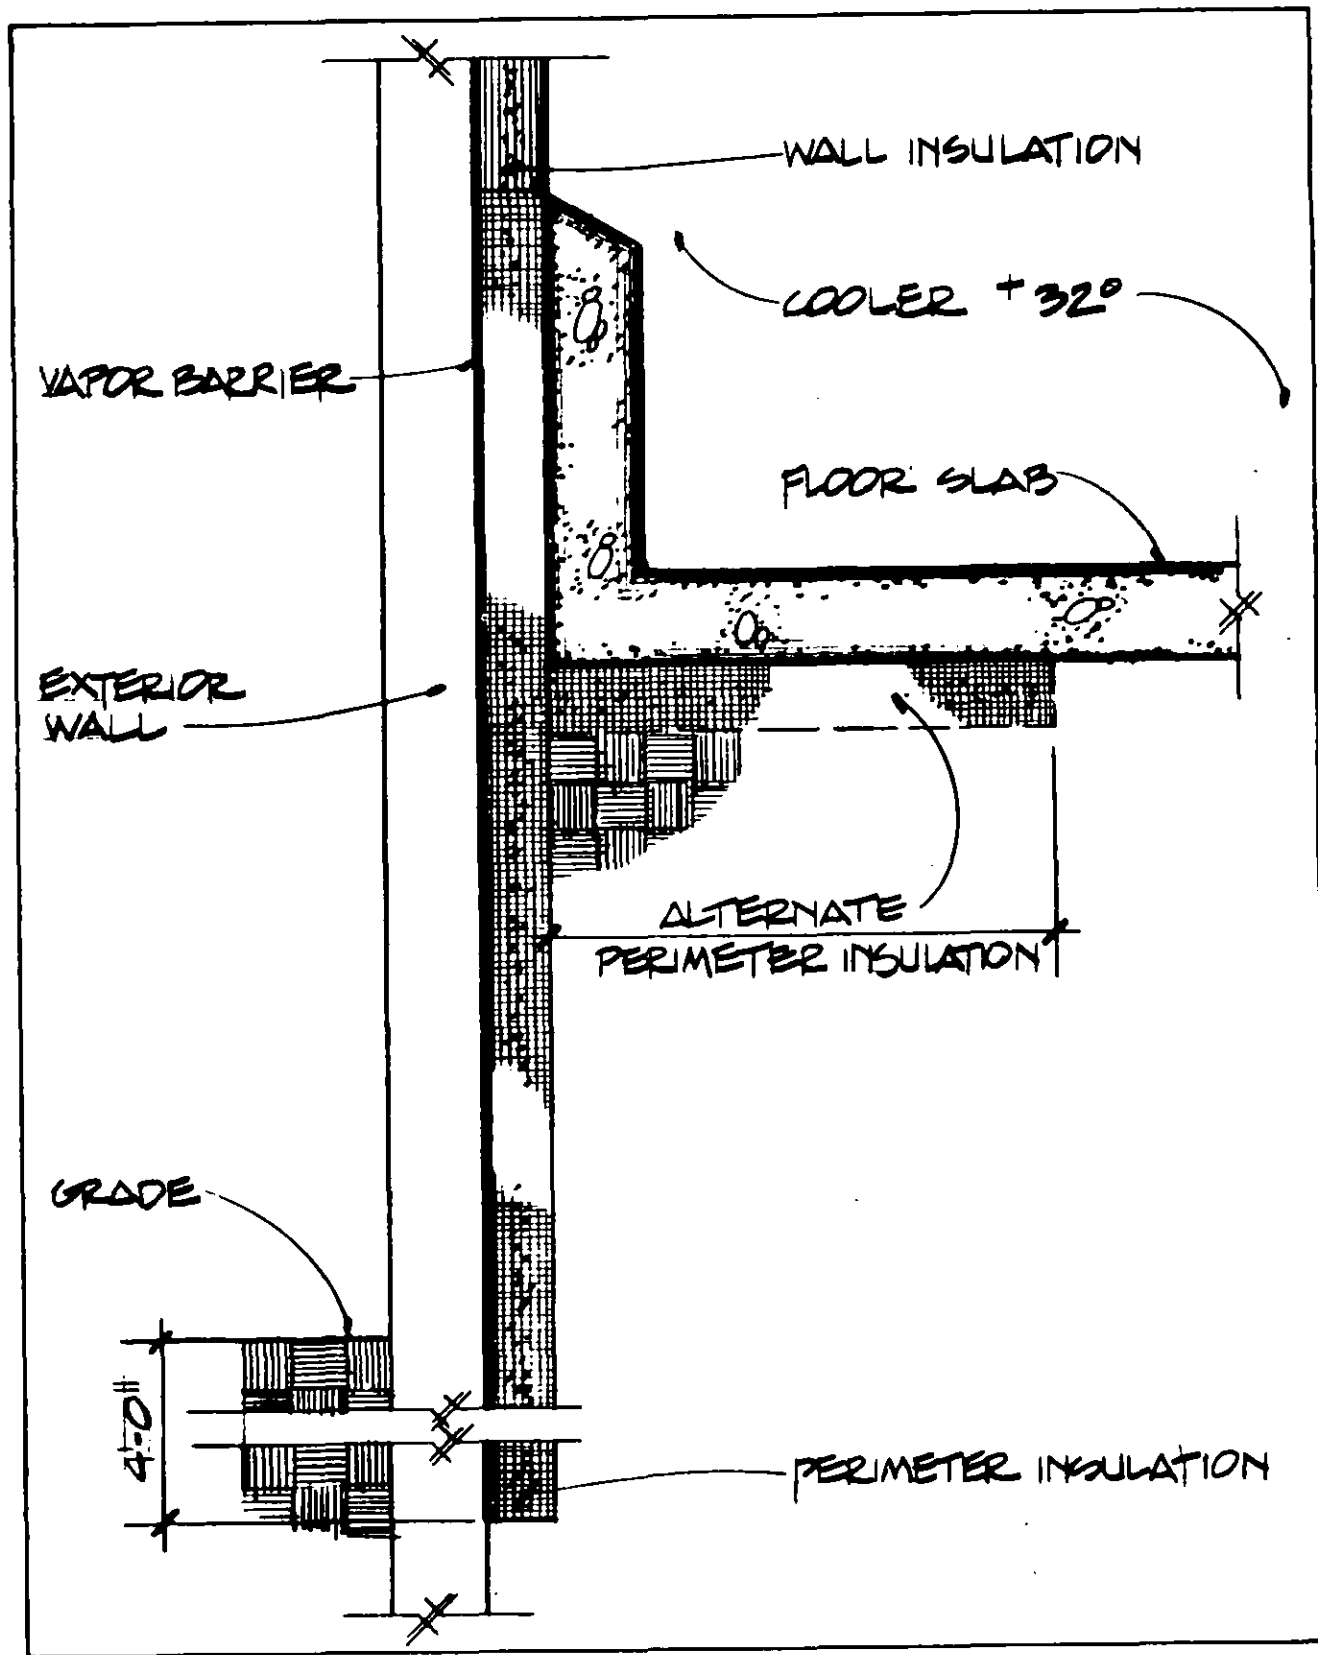 WALL INSULATION
COOLER +32°
VAPOR BARRIER
FLOOR SLAB
EXTERIOR
WALL
ALTERNATE
PERIMETER INSULATION
GRADE
4'-0"
PERIMETER INSULATION